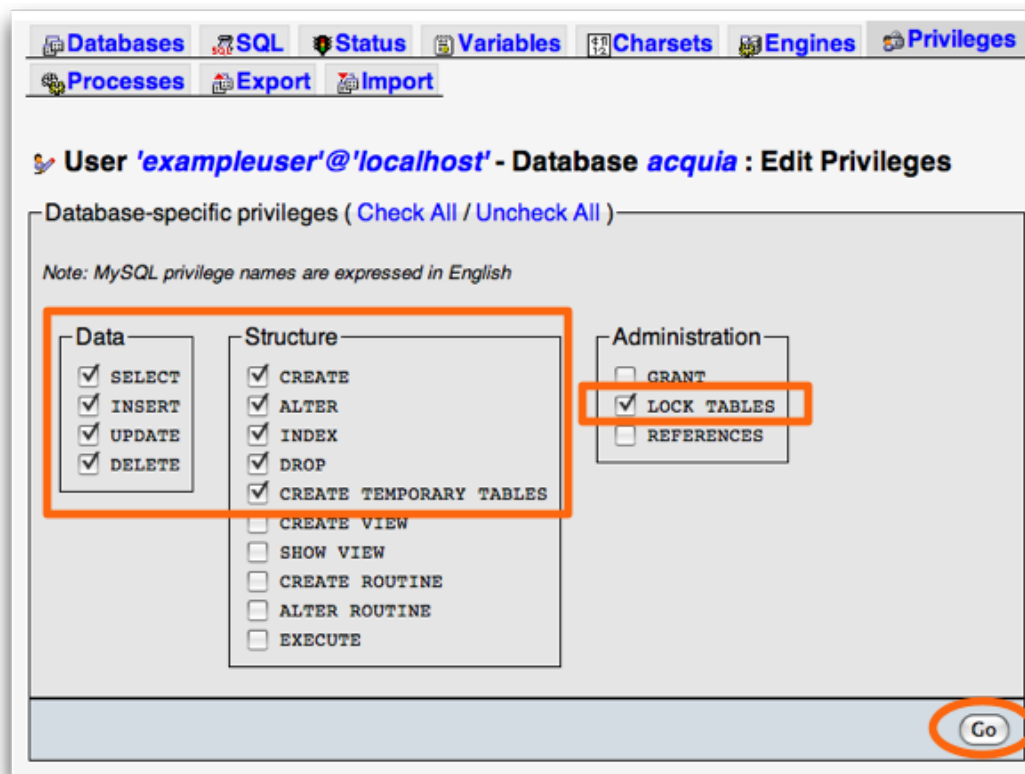 Databases SQL Status Variables Charsets Engines Privileges
Processes Export Import
User 'exampleuser'@'localhost' - Database acquia : Edit Privileges
Database-specific privileges ( Check All / Uncheck All )
Note: MySQL privilege names are expressed in English
Data
SELECT
INSERT
UPDATE
DELETE
Structure
CREATE
ALTER
INDEX
DROP
CREATE TEMPORARY TABLES
CREATE VIEW
SHOW VIEW
CREATE ROUTINE
ALTER ROUTINE
EXECUTE
Administration
GRANT
LOCK TABLES
REFERENCES
Go